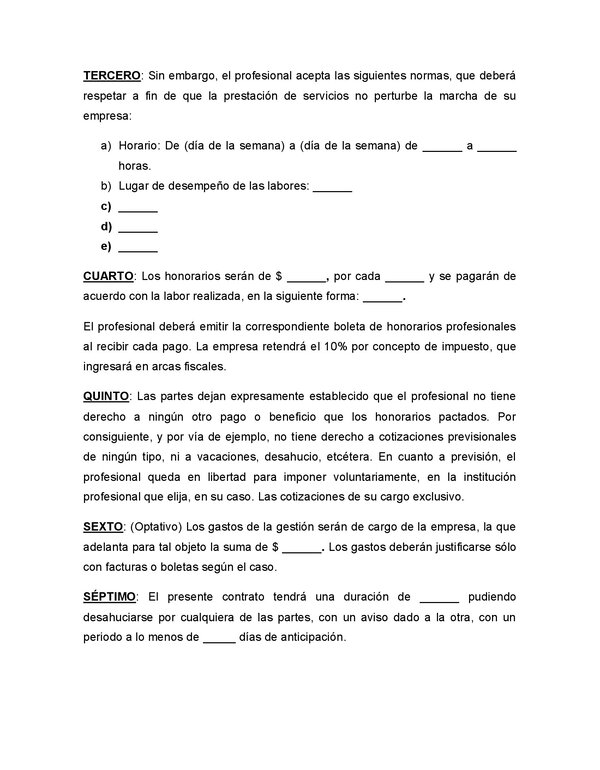 TERCERO: Sin embargo, el profesional acepta las siguientes normas, que deberá
respetar a fin de que la prestación de servicios no perturbe la marcha de su
empresa:
a) Horario: De (día de la semana) a (día de la semana) de ______ a ______
horas.
b) Lugar de desempeño de las labores: ______
c) ______
d) ______
e) ______
CUARTO: Los honorarios serán de $ ______, por cada ______ y se pagarán de
acuerdo con la labor realizada, en la siguiente forma: ______.
El profesional deberá emitir la correspondiente boleta de honorarios profesionales
al recibir cada pago. La empresa retendrá el 10% por concepto de impuesto, que
ingresará en arcas fiscales.
QUINTO: Las partes dejan expresamente establecido que el profesional no tiene
derecho a ningún otro pago o beneficio que los honorarios pactados. Por
consiguiente, y por vía de ejemplo, no tiene derecho a cotizaciones previsionales
de ningún tipo, ni a vacaciones, desahucio, etcétera. En cuanto a previsión, el
profesional queda en libertad para imponer voluntariamente, en la institución
profesional que elija, en su caso. Las cotizaciones de su cargo exclusivo.
SEXTO: (Optativo) Los gastos de la gestión serán de cargo de la empresa, la que
adelanta para tal objeto la suma de $ ______. Los gastos deberán justificarse sólo
con facturas o boletas según el caso.
SÉPTIMO: El presente contrato tendrá una duración de ______ pudiendo
desahuciarse por cualquiera de las partes, con un aviso dado a la otra, con un
periodo a lo menos de _____ días de anticipación.